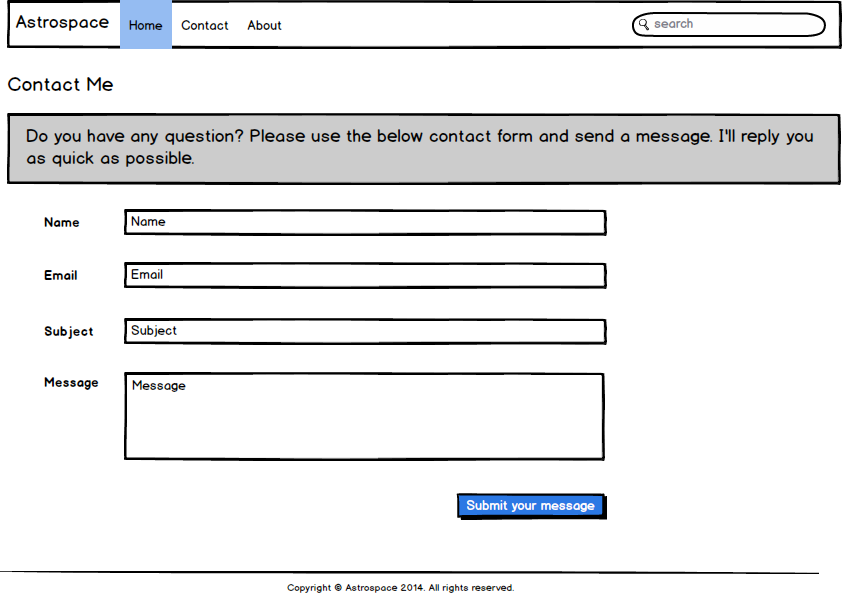 Astrospace Home Contact About search
Contact Me
Do you have any question? Please use the below contact form and send a message. I'll reply you
as quick as possible.
Name Name
Email Email
Subject Subject
Message Message
Submit your message
Copyright © Astrospace 2014. All rights reserved.